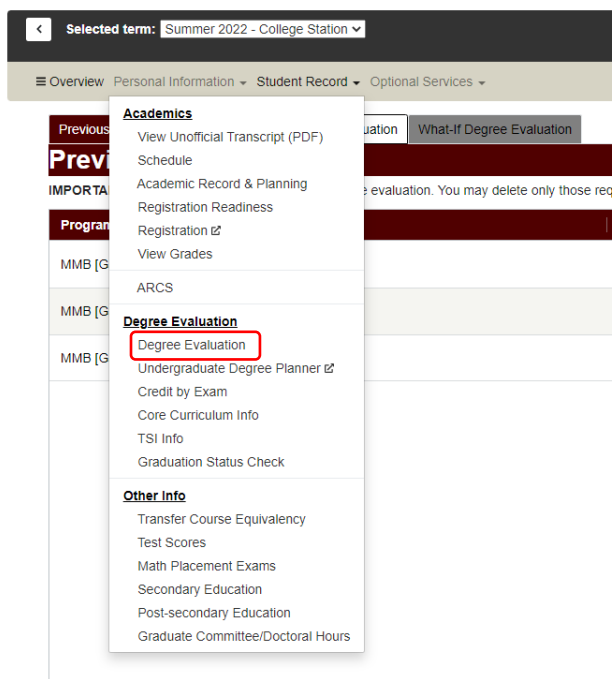 Selected term: Summer 2022 - College Station
Overview Personal Information Student Record Optional Services
Previous uation What-If Degree Evaluation
Previ
IMPORTA e evaluation. You may delete only those req
Program
MMB [G
MMB [G
MMB [G
Academics
View Unofficial Transcript (PDF)
Schedule
Academic Record & Planning
Registration Readiness
Registration
View Grades
ARCS
Degree Evaluation
Degree Evaluation
Undergraduate Degree Planner
Credit by Exam
Core Curriculum Info
TSI Info
Graduation Status Check
Other Info
Transfer Course Equivalency
Test Scores
Math Placement Exams
Secondary Education
Post-secondary Education
Graduate Committee/Doctoral Hours